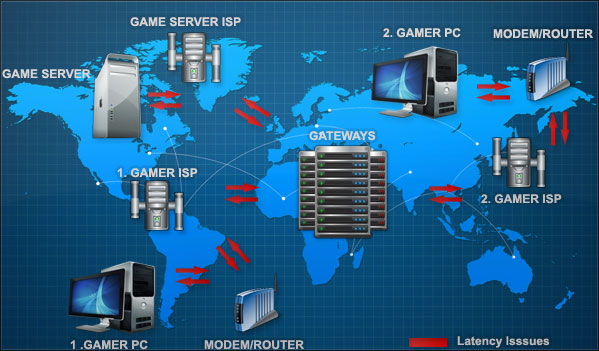 GAME SERVER ISP
2. GAMER PC
MODEM/ROUTER
GAME SERVER
GATEWAYS
1. GAMER ISP
2. GAMER ISP
1 .GAMER PC
MODEM/ROUTER
Latency Isssues